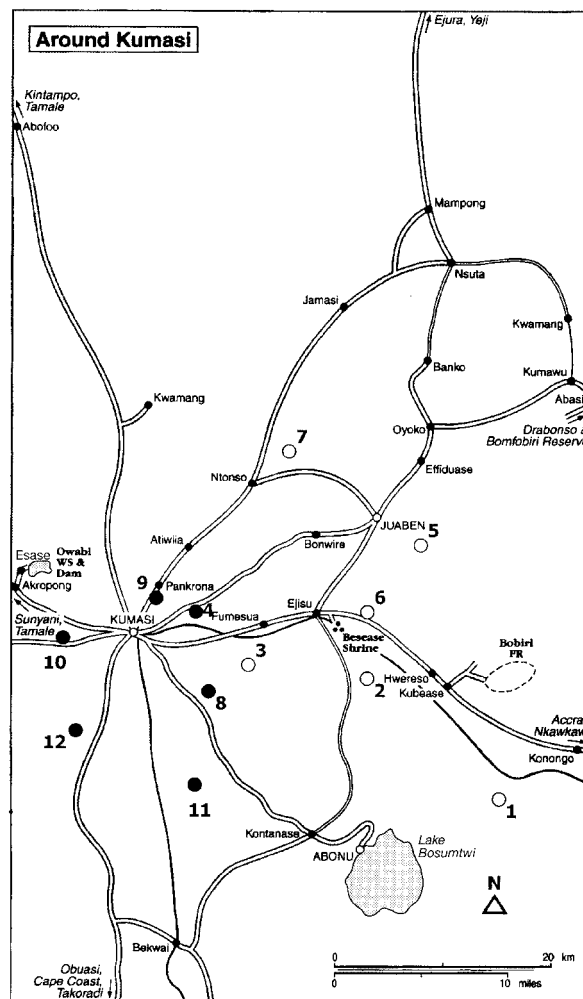 Around Kumasi
Ejura, Yeji
Kintampo,
Tamale
Abofoo
Mampong
Nsuta
Jamasi
Kwamang
Banko
Kumawu
Abasi
Kwamang
Oyoko
Drabonso &
Bomfobiri Reserve
7
Effiduase
Ntonso
JUABEN
5
Atiwiia
Bonwire
Esase
Owabi
WS &
Dam
9
Pankrona
Akropong
4
Fumesua
Ejisu
6
Sunyani,
Tamale
KUMASI
Besease
Shrine
Bobiri
FR
10
3
2
Hwereso
Kubease
8
Accra
Nkawkaw
12
Konongo
11
1
Kontanase
Lake
Bosumtwi
ABONU
N
Bekwai
Obuasi,
Cape Coast,
Takoradi
0 20 km
0 10 miles